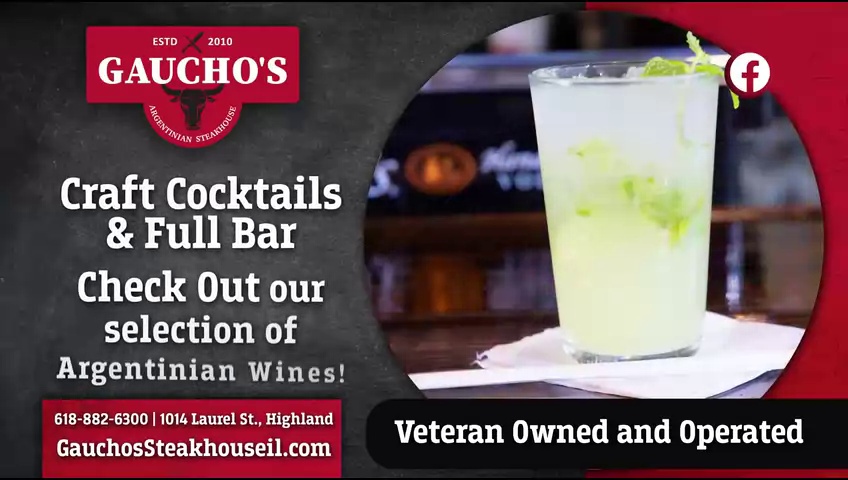 ESTD 2010
GAUCHO'S
ARGENTINIAN STEAKHOUSE
Craft Cocktails
& Full Bar
Check Out our
selection of
Argentinian Wines!
618-882-6300 | 1014 Laurel St., Highland
GauchosSteakhouseil.com
Veteran Owned and Operated